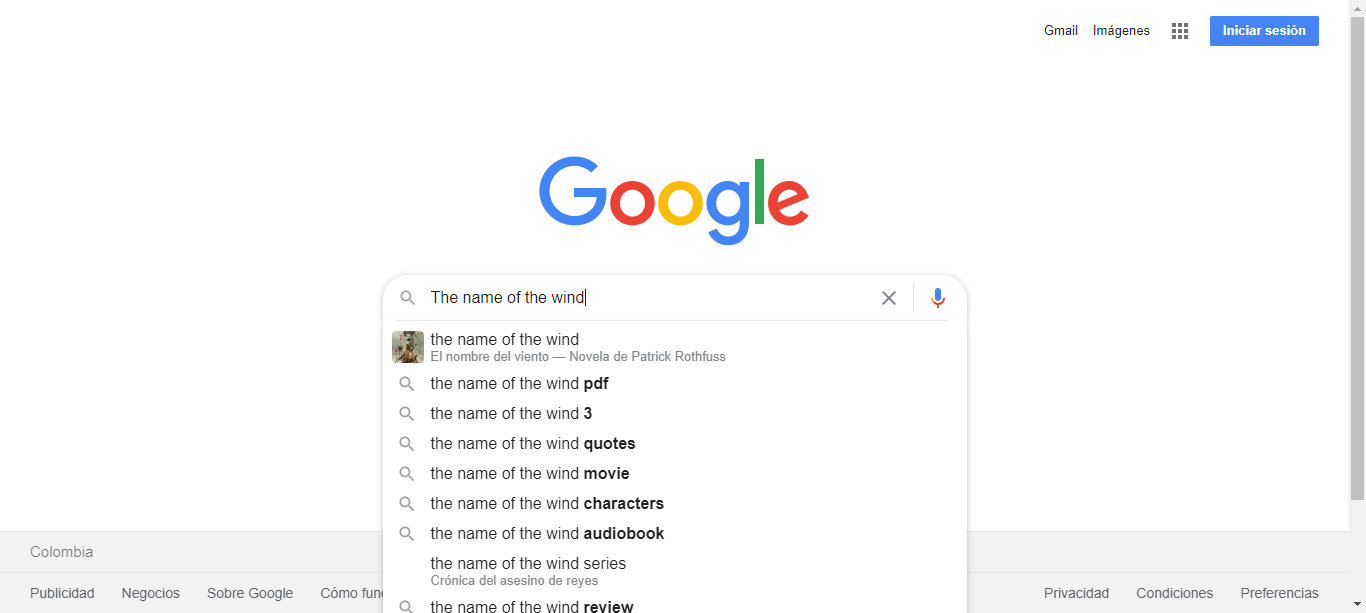 Gmail Imágenes Iniciar sesión
Google
The name of the wind
the name of the wind
El nombre del viento — Novela de Patrick Rothfuss
the name of the wind pdf
the name of the wind 3
the name of the wind quotes
the name of the wind movie
the name of the wind characters
the name of the wind audiobook
the name of the wind series
Crónica del asesino de reyes
the name of the wind review
Colombia
Publicidad Negocios Sobre Google Cómo Privacidad Condiciones Preferencias